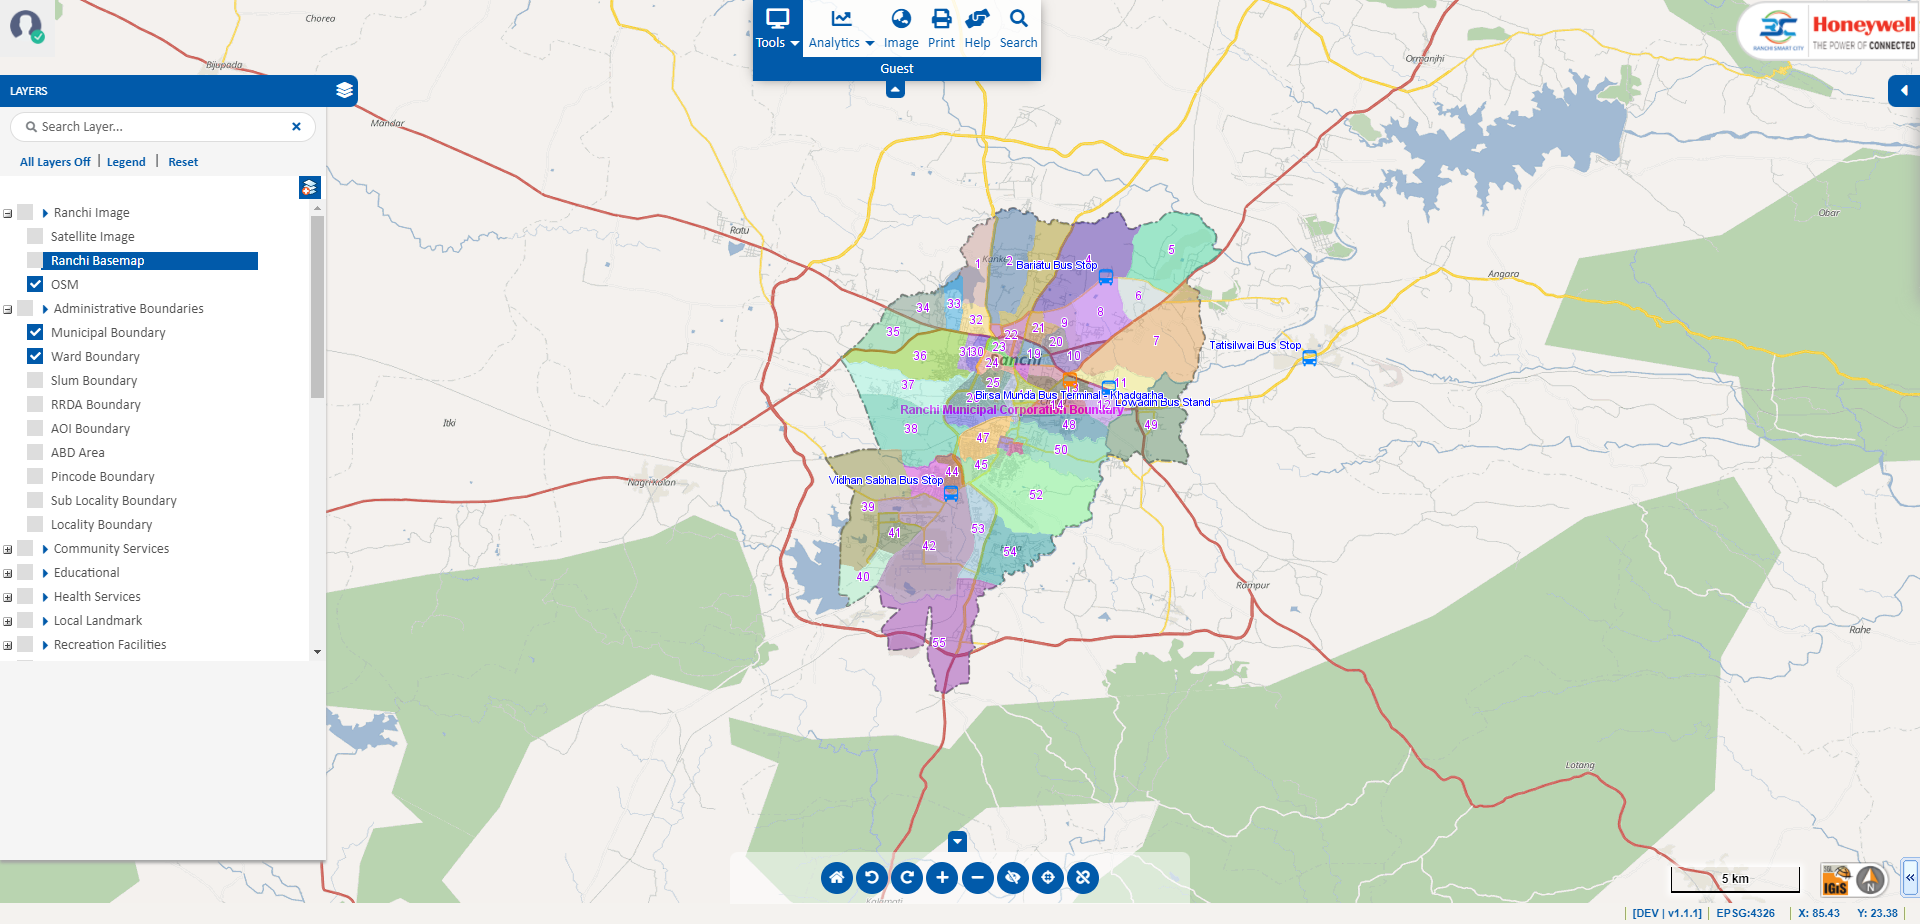 Tools
Analytics
Image
Print
Help
Search
Guest
RANCHI SMART CITY
Honeywell
THE POWER OF CONNECTED
LAYERS
Search Layer...
All Layers Off | Legend | Reset
Ranchi Image
Satellite Image
Ranchi Basemap
OSM
Administrative Boundaries
Municipal Boundary
Ward Boundary
Slum Boundary
RRDA Boundary
AOI Boundary
ABD Area
Pincode Boundary
Sub Locality Boundary
Locality Boundary
Community Services
Educational
Health Services
Local Landmark
Recreation Facilities
Chorea
Bijupada
Ormanjhi
Mandar
Obar
Ratu
5
1
2
Kanke
4
Bariatu Bus Stop
Angara
6
34
33
8
32
9
35
22
21
7
20
Tatisilwai Bus Stop
36
31
30
23
19
10
Ranchi
24
37
25
11
Birsa Munda Bus Terminal - Khadgarha
Lowadih Bus Stand
14
12
Ranchi Municipal Corporation Boundary
Itki
38
48
49
47
50
45
44
Vidhan Sabha Bus Stop
Nagri Kalan
52
39
53
41
42
54
40
Rampur
55
Rahe
Lotang
Kalamati
5 km
IGiS
N
[DEV | v1.1.1]
EPSG:4326
X: 85.43
Y: 23.38